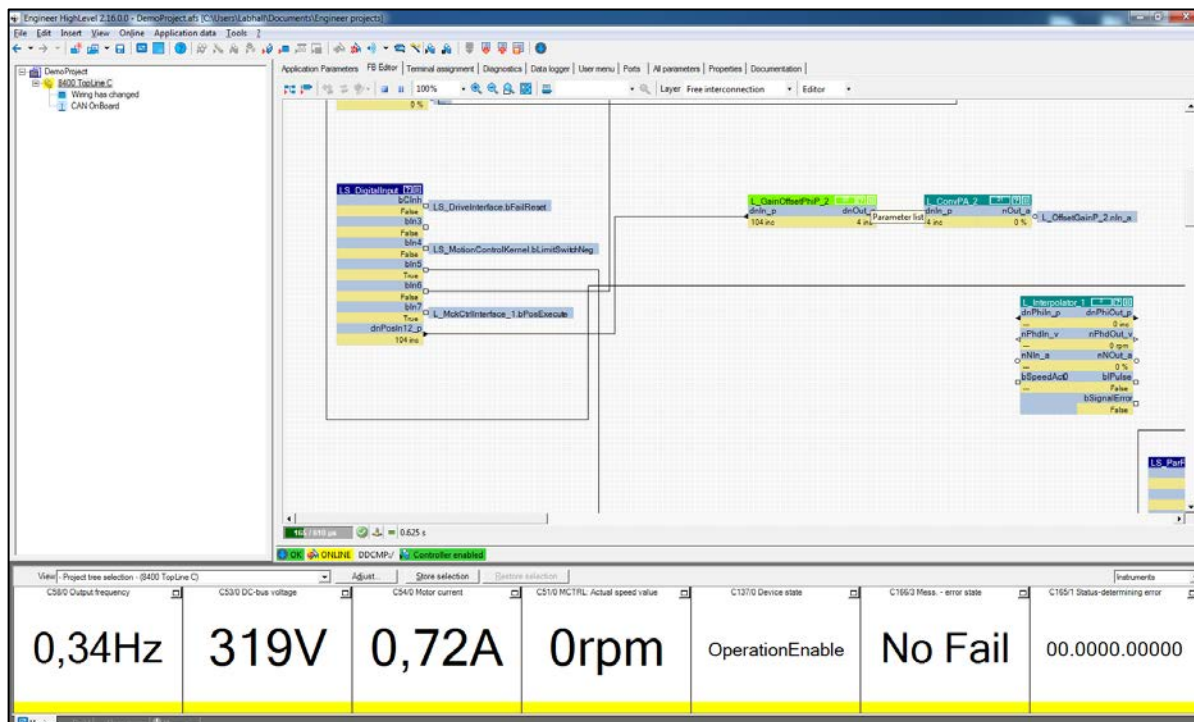 Engineer HighLevel 2.16.0.0 - DemoProject.afs [C:\Users\Labhall\Documents\Engineer projects]
File Edit Insert View Online Application data Tools ?
100%
Layer Free interconnection
Editor
DemoProject
8400 TopLine C
Wiring has changed
CAN OnBoard
Application Parameters FB Editor Terminal assignment Diagnostics Data logger User menu Ports All parameters Properties Documentation
0 %
LS_DigitalInput
bCInh
False
LS_DriveInterface.bFailReset
bIn3
False
bIn4
False
LS_MotionControlKernel.bLimitSwitchNeg
bIn5
True
bIn6
False
bIn7
True
L_MckCtrlInterface_1.bPosExecute
dnPosIn12_p
104 inc
L_GainOffsetPhiP_2
dnIn_p
104 inc
4 inc
Parameter list
L_ConvPA_2
dnIn_p nOut_a
4 inc 0 %
L_OffsetGainP_2.nIn_a
L_Interpolator_1
dnPhiIn_p dnPhiOut_p
--- 0 inc
nPhdIn_v nPhdOut_v
--- 0 rpm
nNIn_a nNOut_a
--- 0 %
bIPulse
--- False
bSignalError
False
0.625 s
OK ONLINE DDCMP:/ Controller enabled
View - Project tree selection - (8400 TopLine C) Adjust... Store selection Restore selection Instruments
C58/0 Output frequency
C53/0 DC-bus voltage
C54/0 Motor current
C51/0 MCTRL: Actual speed value
C137/0 Device state
C166/3 Mess. - error state
C165/1 Status-determining error
0,34Hz
319V
0,72A
0rpm
OperationEnable
No Fail
00.0000.00000